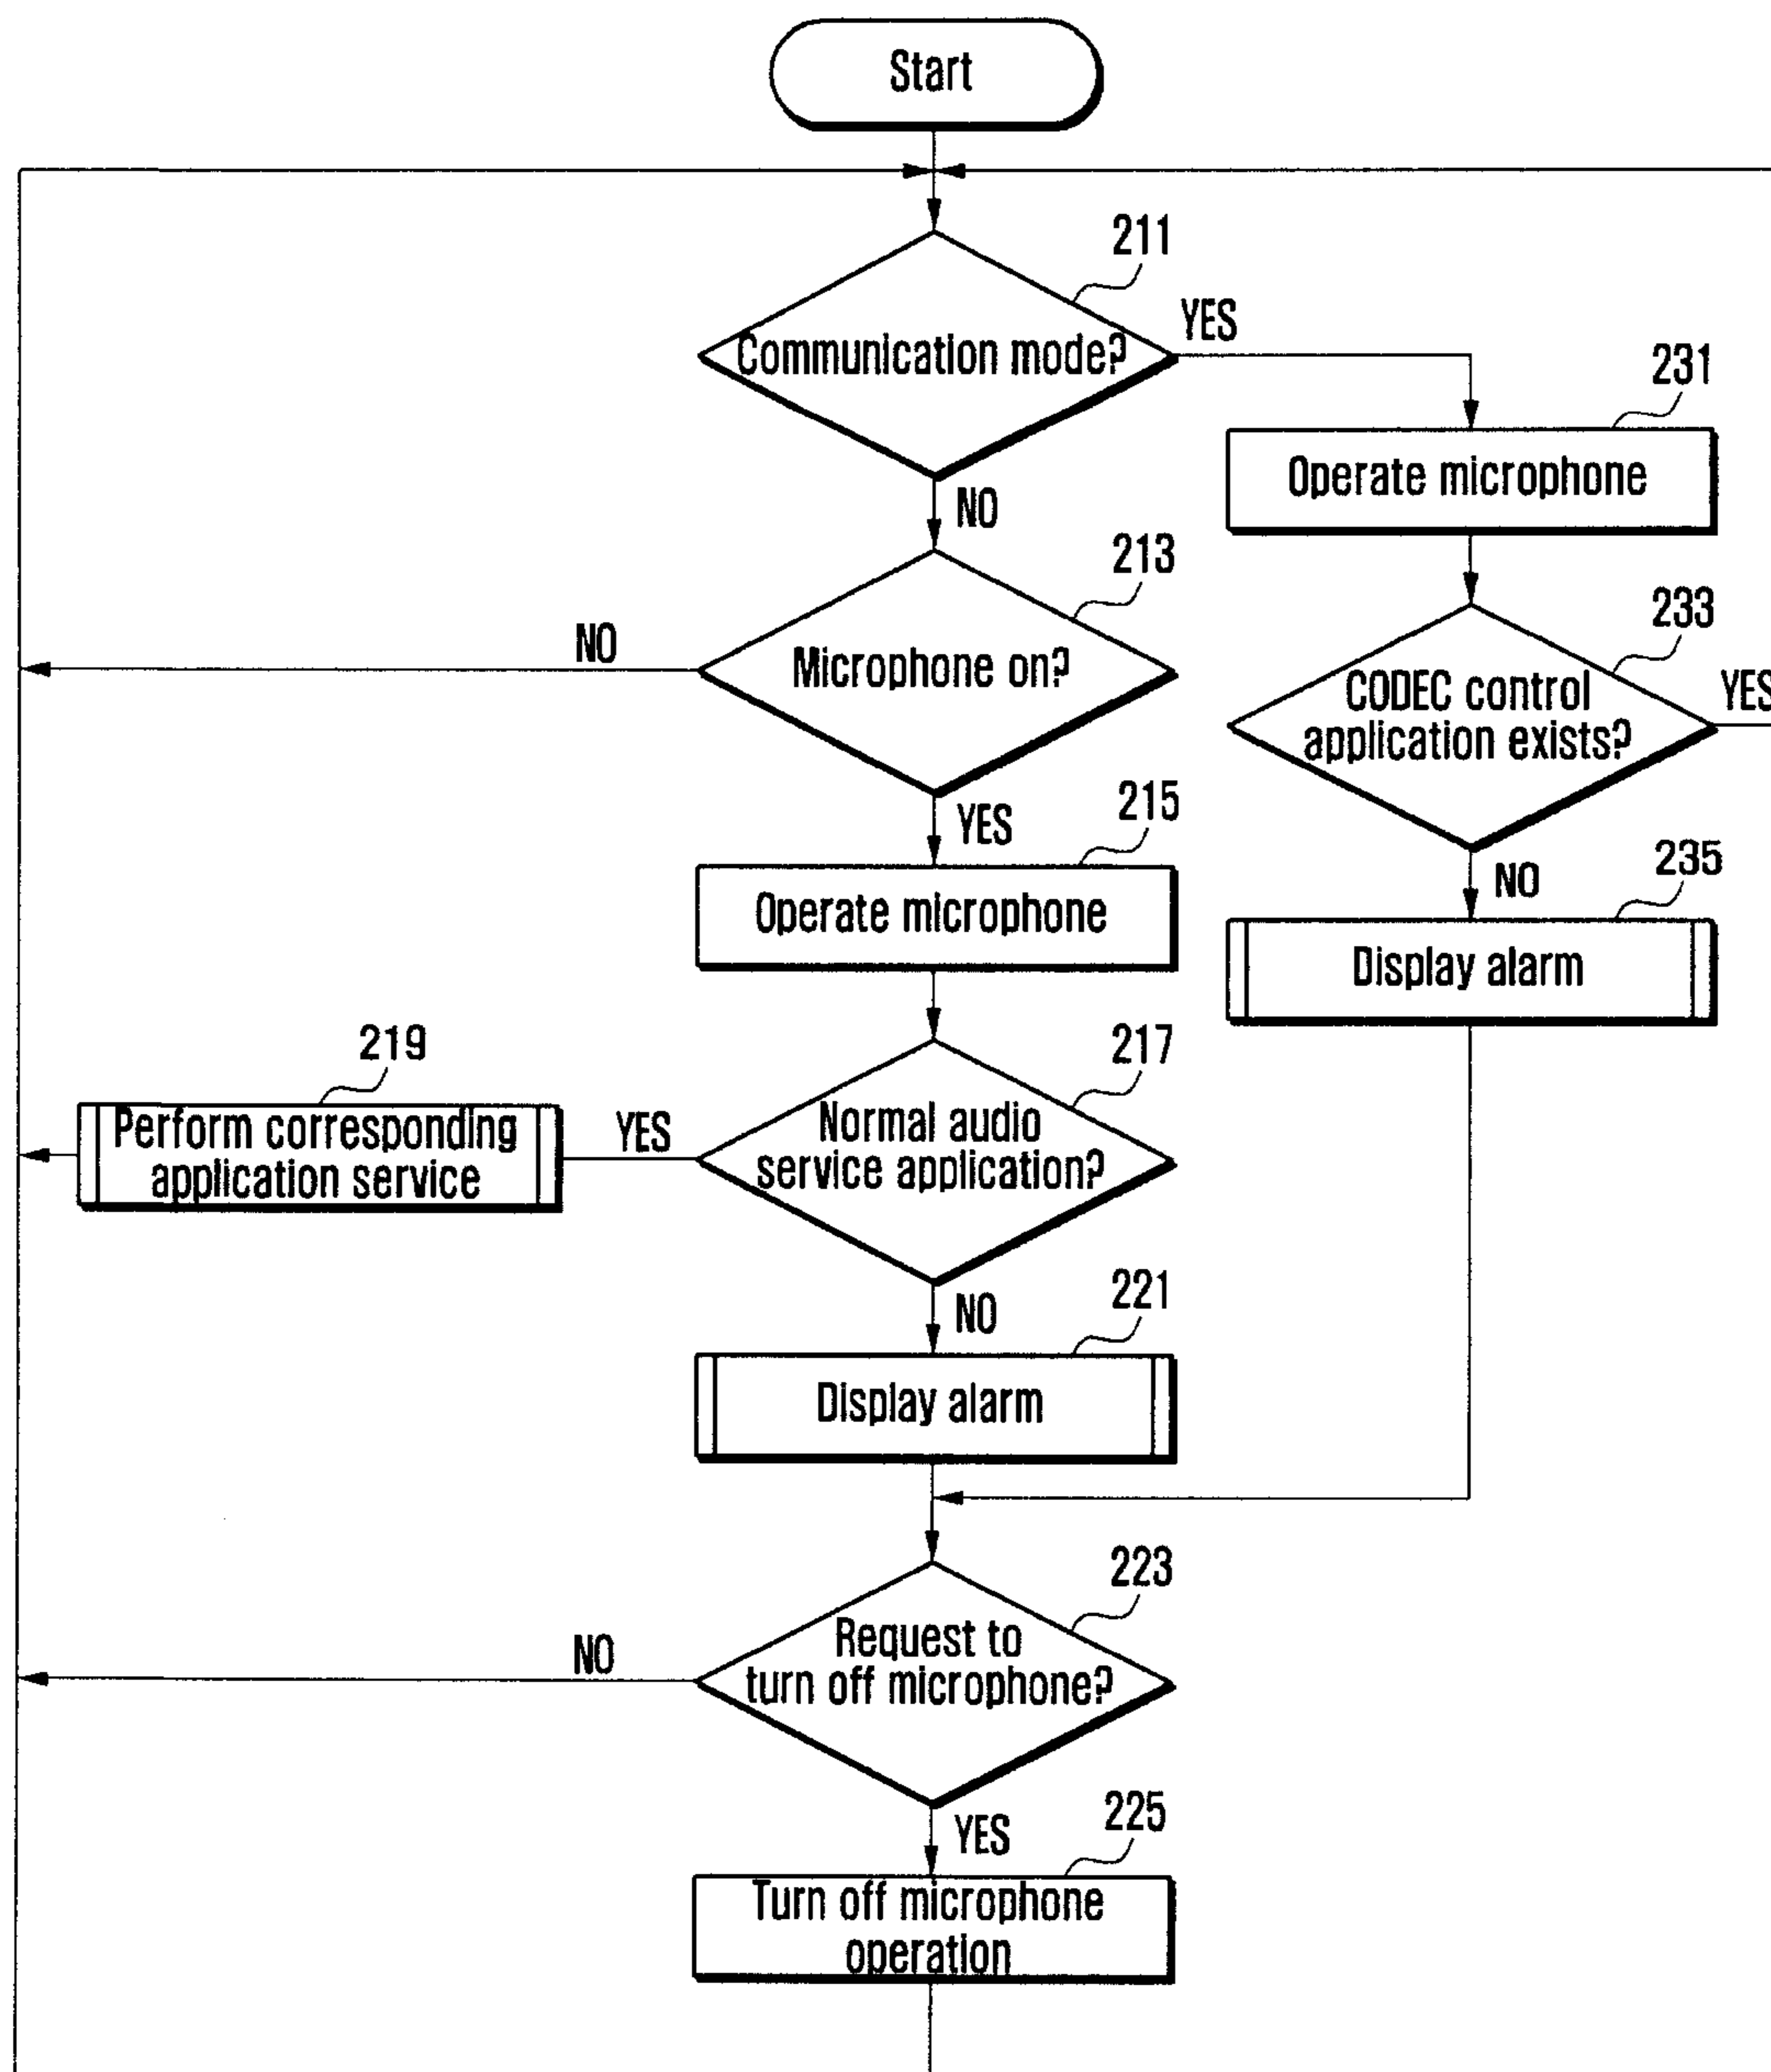 Start
211
Communication mode?
YES
231
Operate microphone
NO
213
Microphone on?
NO
233
CODEC control
application exists?
YES
YES
215
Operate microphone
NO
235
Display alarm
219
Perform corresponding
application service
YES
217
Normal audio
service application?
NO
221
Display alarm
223
Request to
turn off microphone?
NO
YES
225
Turn off microphone
operation